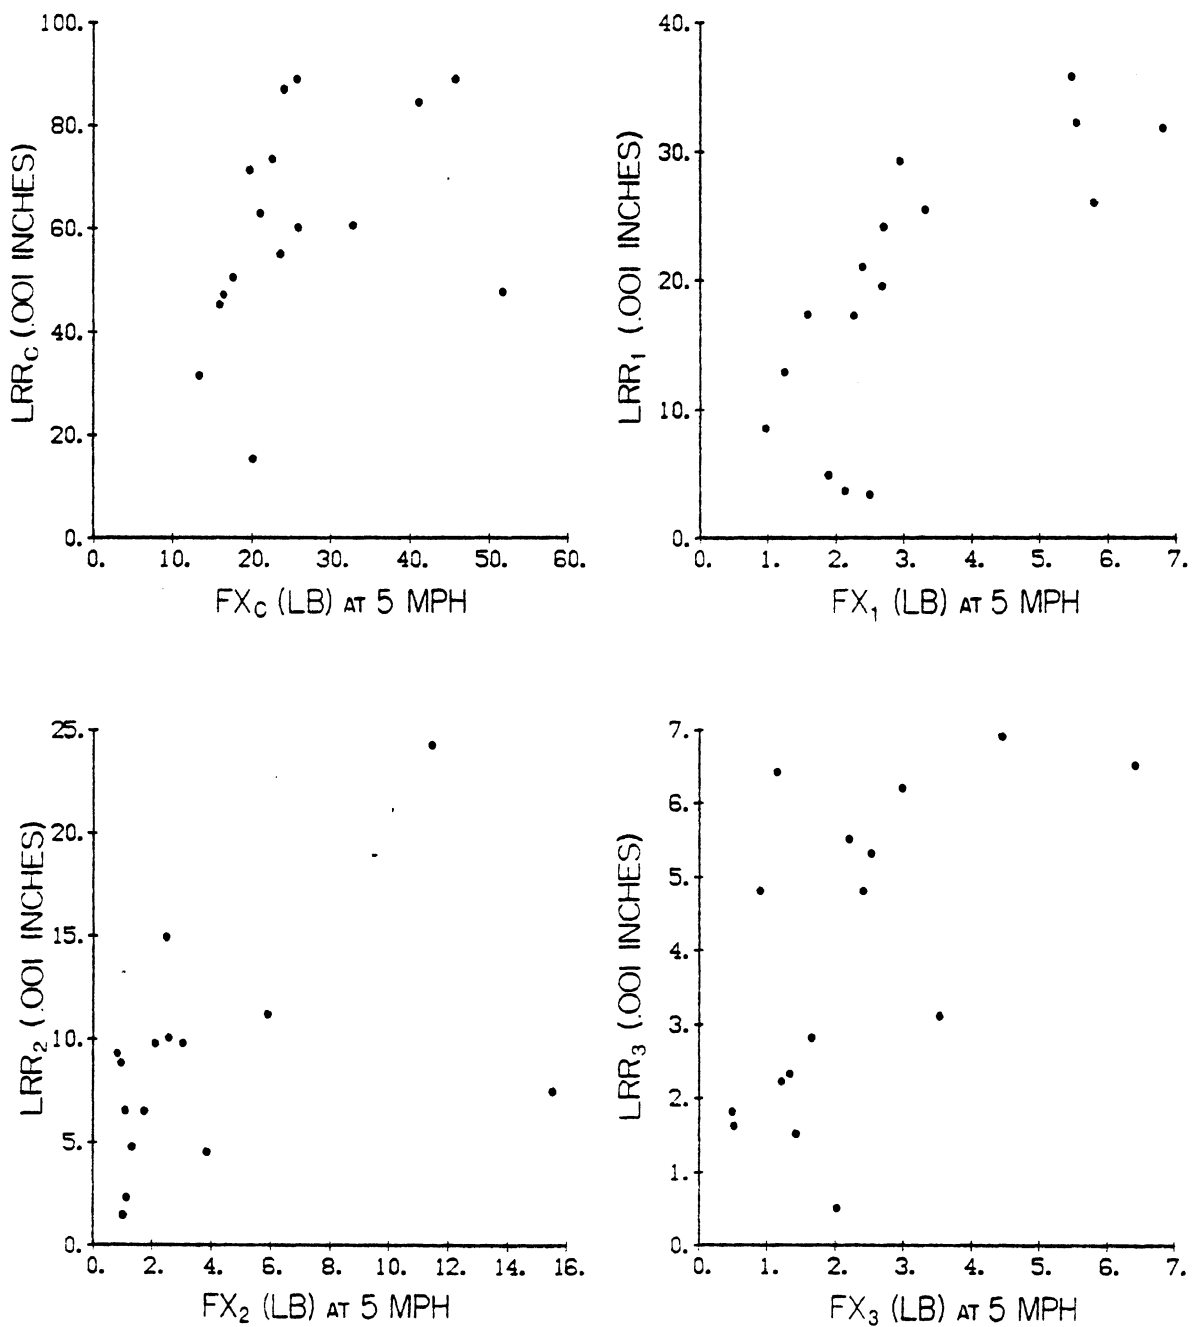 100.
80.
60.
40.
20.
0.
LRRC (.001 INCHES)
0. 10. 20. 30. 40. 50. 60.
FXC (LB) AT 5 MPH
40.
30.
20.
10.
0.
LRR1 (.001 INCHES)
0. 1. 2. 3. 4. 5. 6. 7.
FX1 (LB) AT 5 MPH
25.
20.
15.
10.
5.
0.
LRR2 (.001 INCHES)
0. 2. 4. 6. 8. 10. 12. 14. 16.
FX2 (LB) AT 5 MPH
7.
6.
5.
4.
3.
2.
1.
0.
LRR3 (.001 INCHES)
0. 1. 2. 3. 4. 5. 6. 7.
FX3 (LB) AT 5 MPH